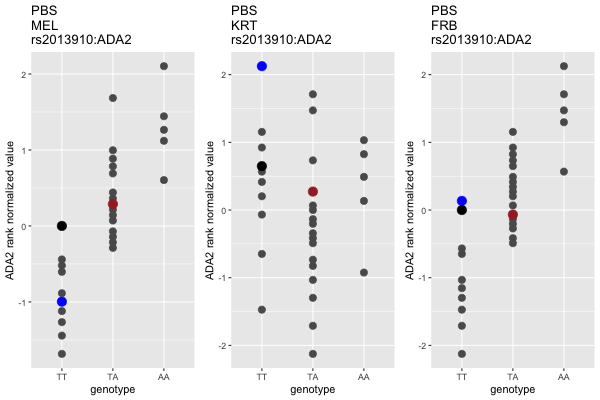 PBS
MEL
rs2013910:ADA2
ADA2 rank normalized value
2
1
0
-1
TT
TA
AA
genotype
PBS
KRT
rs2013910:ADA2
ADA2 rank normalized value
2
1
0
-1
-2
TT
TA
AA
genotype
PBS
FRB
rs2013910:ADA2
ADA2 rank normalized value
2
1
0
-1
-2
TT
TA
AA
genotype